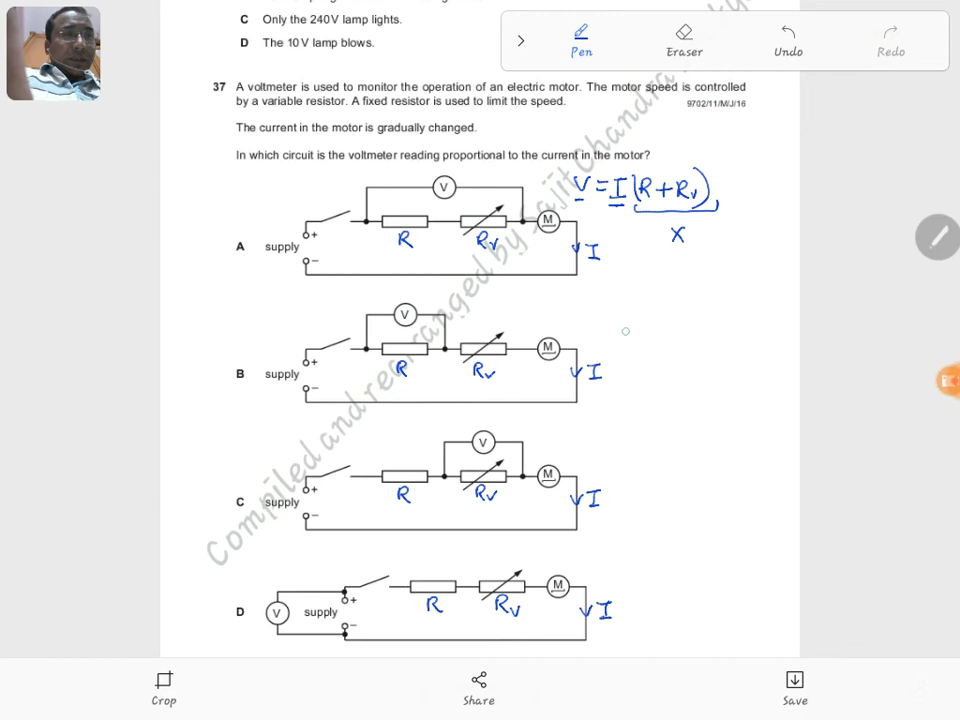 C Only the 240V lamp lights.
D The 10V lamp blows.
Pen
Eraser
Undo
Redo
37 A voltmeter is used to monitor the operation of an electric motor. The motor speed is controlled
by a variable resistor. A fixed resistor is used to limit the speed.
9702/11/M/J/16
The current in the motor is gradually changed.
In which circuit is the voltmeter reading proportional to the current in the motor?
V = I(R+Rv)
x
V
M
+
R
Rv
I
A supply
–
V
M
+
R
Rv
I
B supply
–
V
M
+
R
Rv
I
C supply
–
M
+
D V supply
R
Rv
I
–
Compiled and rearranged by Sajit Chandra
Crop
Share
Save